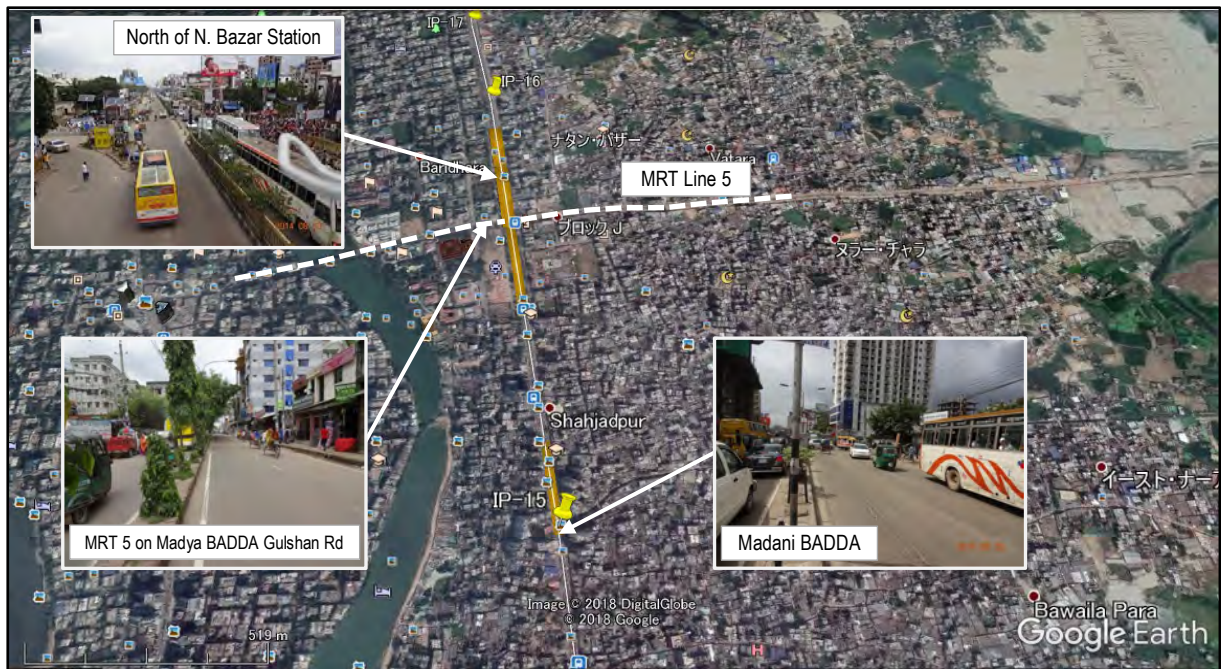 IP-17
North of N. Bazar Station
IP-16
ナタン・バザー
Baridhara
Vatara
MRT Line 5
ブロック J
ヌラー・チャラ
Shahjadpur
イースト・ナーア
IP-15
MRT 5 on Madya BADDA Gulshan Rd
Madani BADDA
Image © 2018 DigitalGlobe
© 2018 Google
Bawaila Para
519 m
Google Earth
H